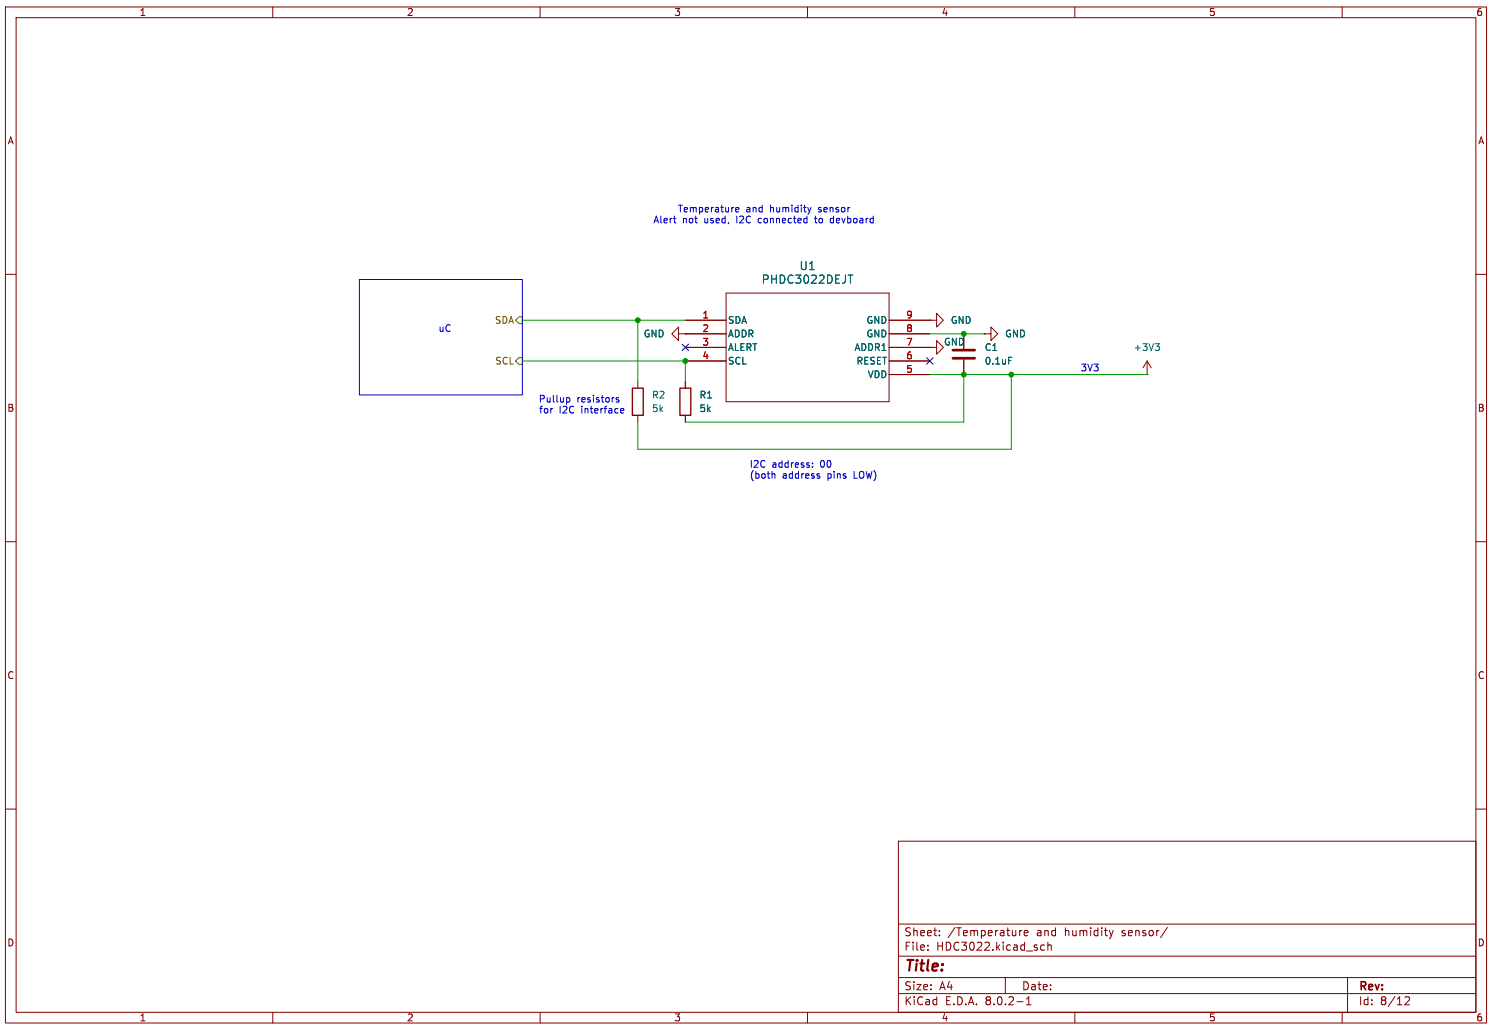 1 2 3 4 5 6
A A
Temperature and humidity sensor
Alert not used, I2C connected to devboard
U1
PHDC3022DEJT
uC
SDA
SCL
GND
1 SDA
2 ADDR
3 ALERT
4 SCL
GND 9 GND
GND 8 GND
ADDR1 7 GND
RESET 6
VDD 5
C1
0.1uF
3V3
+3V3
Pullup resistors
for I2C interface
R2
5k
R1
5k
B B
I2C address: 00
(both address pins LOW)
C C
D D
Sheet: /Temperature and humidity sensor/
File: HDC3022.kicad_sch
Title:
Size: A4 Date: Rev:
KiCad E.D.A. 8.0.2-1 Id: 8/12
1 2 3 4 5 6